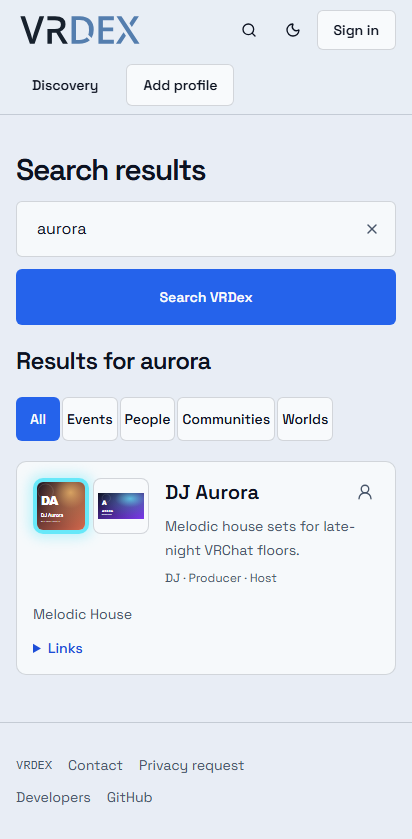 VRDEX
Sign in
Discovery
Add profile
Search results
aurora
Search VRDex
Results for aurora
All
Events
People
Communities
Worlds
DA
DJ Aurora
A
DJ Aurora
Melodic house sets for late-
night VRChat floors.
DJ · Producer · Host
Melodic House
Links
VRDEX
Contact
Privacy request
Developers
GitHub